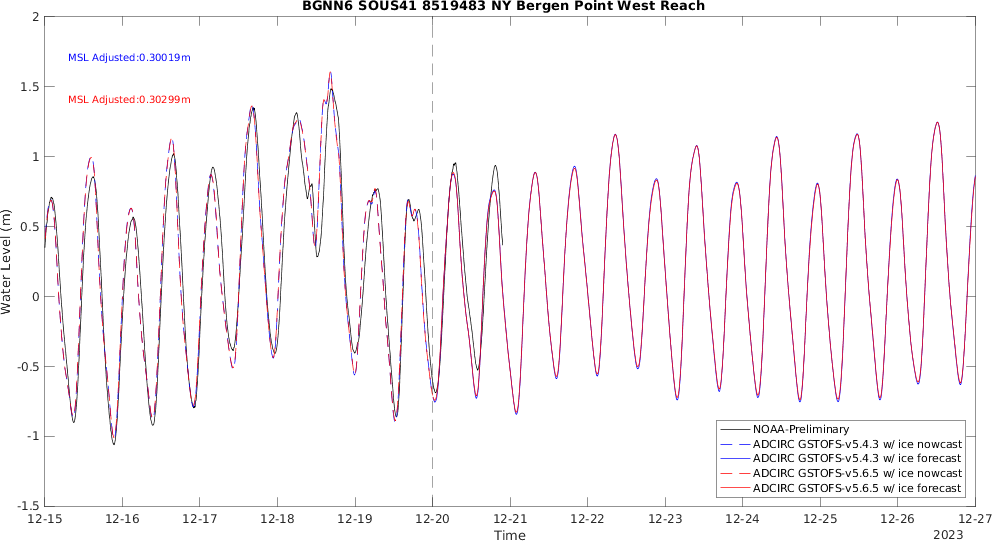 BGNN6 SOUS41 8519483 NY Bergen Point West Reach
2
1.5
1
0.5
0
-0.5
-1
-1.5
Water Level (m)
MSL Adjusted:0.30019m
MSL Adjusted:0.30299m
NOAA-Preliminary
ADCIRC GSTOFS-v5.4.3 w/ ice nowcast
ADCIRC GSTOFS-v5.4.3 w/ ice forecast
ADCIRC GSTOFS-v5.6.5 w/ ice nowcast
ADCIRC GSTOFS-v5.6.5 w/ ice forecast
12-15 12-16 12-17 12-18 12-19 12-20 12-21 12-22 12-23 12-24 12-25 12-26 12-27
Time
2023